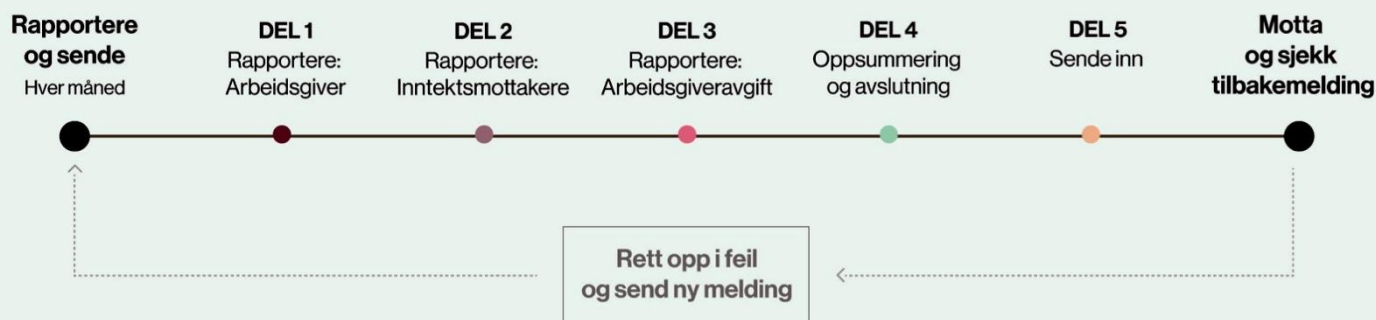 Rapportere
og sende
Hver måned
DEL 1
Rapportere:
Arbeidsgiver
DEL 2
Rapportere:
Inntektsmottakere
DEL 3
Rapportere:
Arbeidsgiveravgift
DEL 4
Oppsummering
og avslutning
DEL 5
Sende inn
Motta
og sjekk
tilbakemelding
Rett opp i feil
og send ny melding